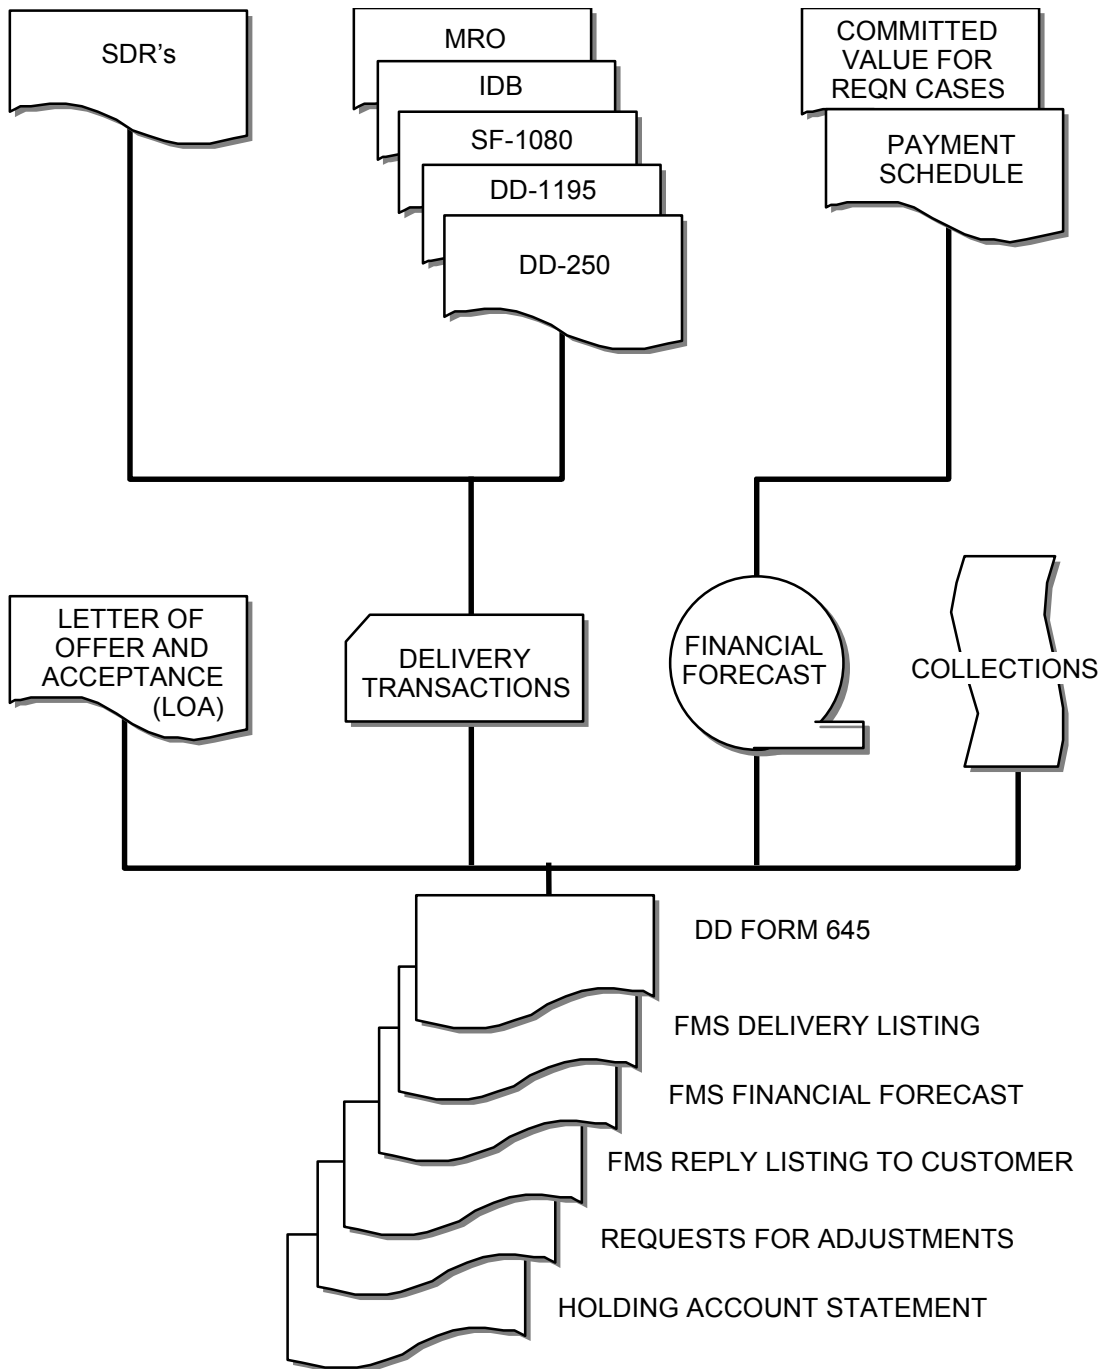 SDR's
MRO
IDB
SF-1080
DD-1195
DD-250
COMMITTED
VALUE FOR
REQN CASES
PAYMENT
SCHEDULE
LETTER OF
OFFER AND
ACCEPTANCE
(LOA)
DELIVERY
TRANSACTIONS
FINANCIAL
FORECAST
COLLECTIONS
DD FORM 645
FMS DELIVERY LISTING
FMS FINANCIAL FORECAST
FMS REPLY LISTING TO CUSTOMER
REQUESTS FOR ADJUSTMENTS
HOLDING ACCOUNT STATEMENT